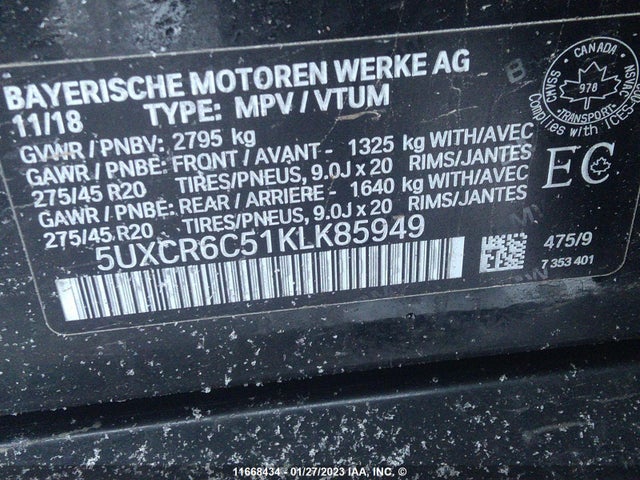 BAYERISCHE MOTOREN WERKE AG
11/18 TYPE: MPV / VTUM
GVWR / PNBV: 2795 kg
GAWR / PNBE: FRONT / AVANT - 1325 kg WITH/AVEC
275/45 R20 TIRES/PNEUS, 9.0J x 20 RIMS/JANTES
GAWR / PNBE: REAR / ARRIERE - 1640 kg WITH/AVEC
275/45 R20 TIRES/PNEUS, 9.0J x 20 RIMS/JANTES
5UXCR6C51KLK85949
CANADA
CMVSS NSVAC
978
TRANSPORT
EC
475/9
7 353 401
11668434 - 01/27/2023 IAA, INC. ©